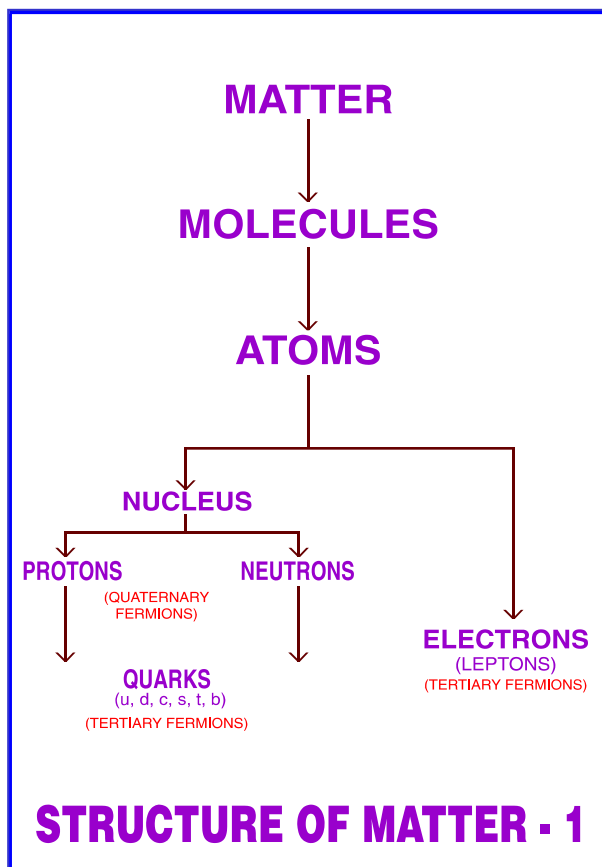 MATTER
MOLECULES
ATOMS
NUCLEUS
PROTONS
NEUTRONS
(QUATERNARY
FERMIONS)
ELECTRONS
(LEPTONS)
(TERTIARY FERMIONS)
QUARKS
(u, d, c, s, t, b)
(TERTIARY FERMIONS)
STRUCTURE OF MATTER - 1